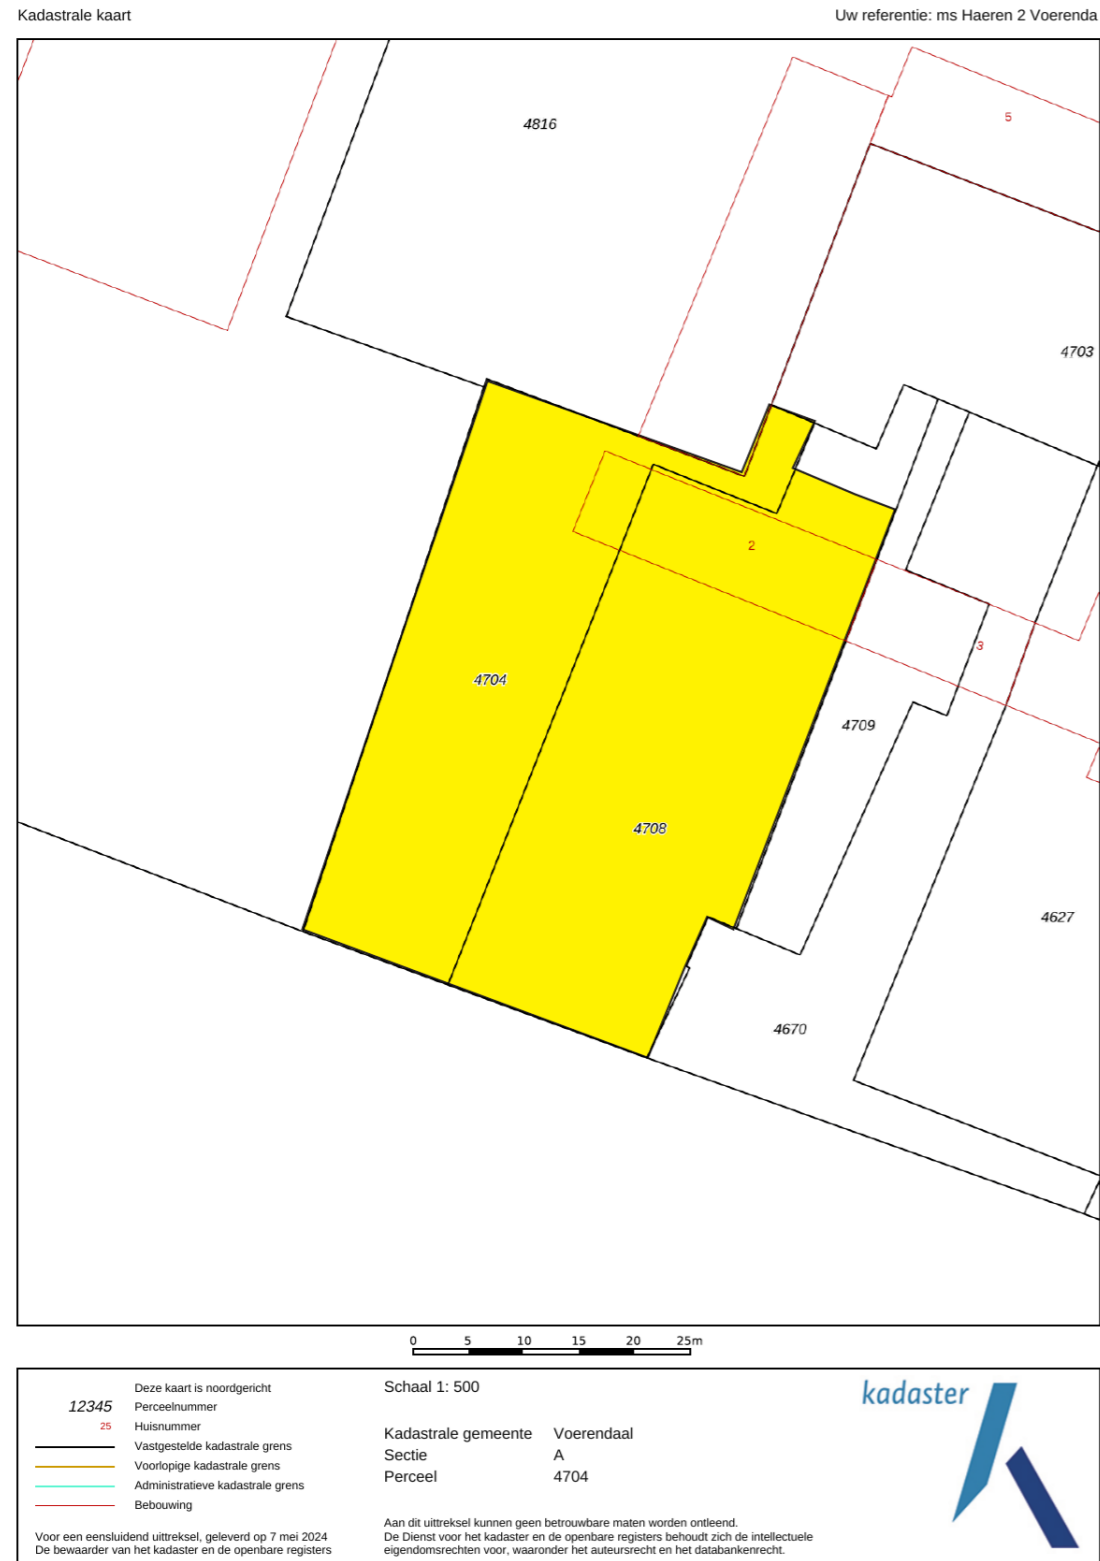 Kadastrale kaart
Uw referentie: ms Haeren 2 Voerenda
4816
5
4703
2
3
4704
4709
4708
4627
4670
0 5 10 15 20 25m
Deze kaart is noordgericht
12345 Perceelnummer
25 Huisnummer
Vastgestelde kadastrale grens
Voorlopige kadastrale grens
Administratieve kadastrale grens
Bebouwing
Voor een eensluidend uittreksel, geleverd op 7 mei 2024
De bewaarder van het kadaster en de openbare registers
Schaal 1: 500
Kadastrale gemeente Voerendaal
Sectie A
Perceel 4704
Aan dit uittreksel kunnen geen betrouwbare maten worden ontleend.
De Dienst voor het kadaster en de openbare registers behoudt zich de intellectuele
eigendomsrechten voor, waaronder het auteursrecht en het databankenrecht.
kadaster